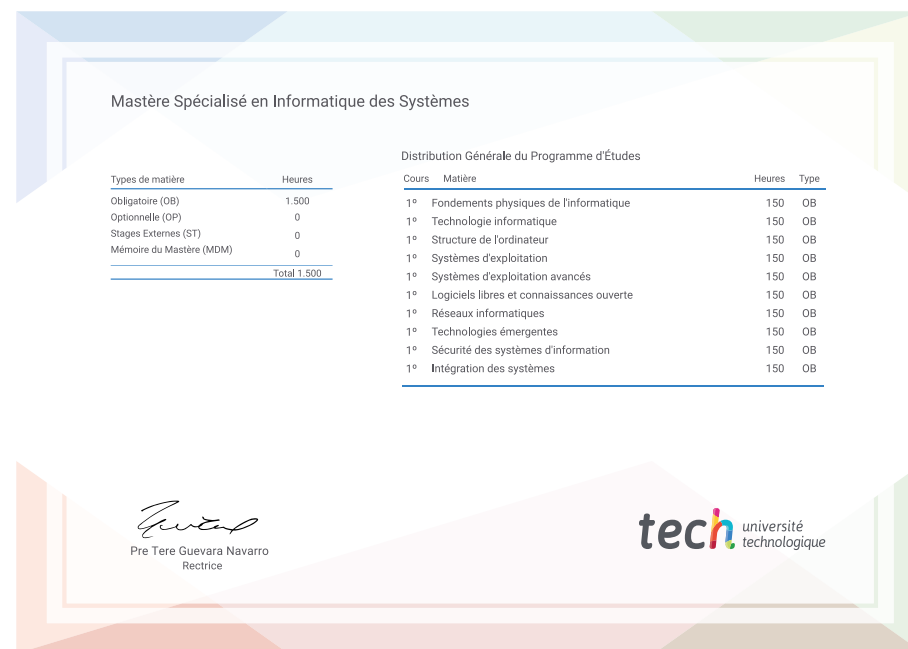 Mastère Spécialisé en Informatique des Systèmes
Types de matière Heures
Obligatoire (OB) 1.500
Optionnelle (OP) 0
Stages Externes (ST) 0
Mémoire du Mastère (MDM) 0
Total 1.500
Distribution Générale du Programme d'Études
Cours Matière Heures Type
1º Fondements physiques de l'informatique 150 OB
1º Technologie informatique 150 OB
1º Structure de l'ordinateur 150 OB
1º Systèmes d'exploitation 150 OB
1º Systèmes d'exploitation avancés 150 OB
1º Logiciels libres et connaissances ouverte 150 OB
1º Réseaux informatiques 150 OB
1º Technologies émergentes 150 OB
1º Sécurité des systèmes d'information 150 OB
1º Intégration des systèmes 150 OB
Pre Tere Guevara Navarro
Rectrice
tech université
technologique